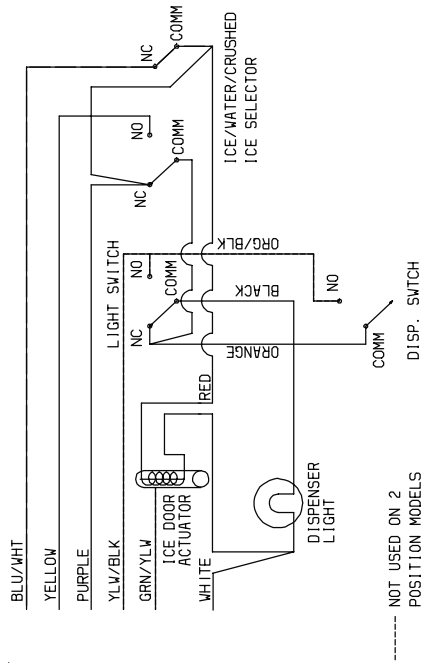 BLU/WHT
YELLOW
PURPLE
YLW/BLK
GRN/YLW
WHITE
ICE DOOR
ACTUATOR
RED
DISPENSER
LIGHT
LIGHT SWITCH
NC
NO
COMM
ORANGE
BLACK
ORG/BLK
NC
NO
COMM
NC
COMM
ICE/WATER/CRUSHED
ICE SELECTOR
NO
COMM
DISP. SWTCH
------ NOT USED ON 2
POSITION MODELS